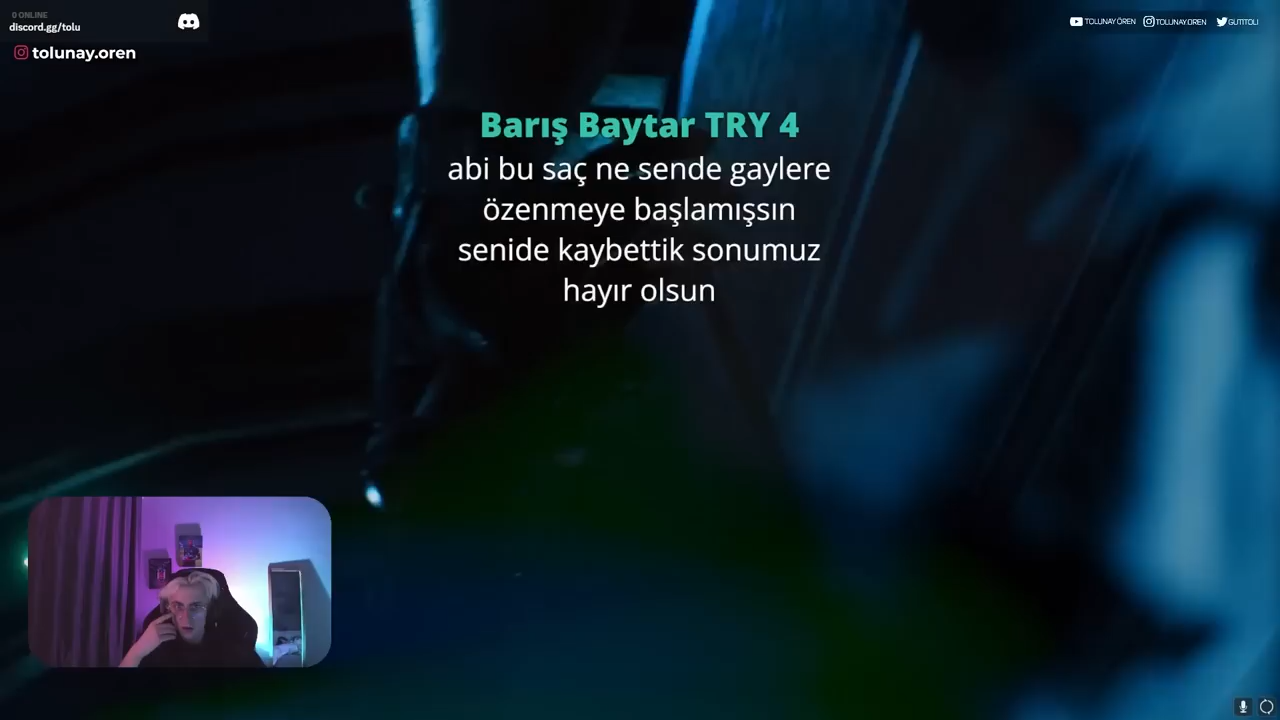 0 ONLINE
discord.gg/tolu
tolunay.oren
TOLUNAY ÖREN
TOLUNAY.OREN
GUTITOLI
Barış Baytar TRY 4
abi bu saç ne sende gaylere
özenmeye başlamışsın
senide kaybettik sonumuz
hayır olsun